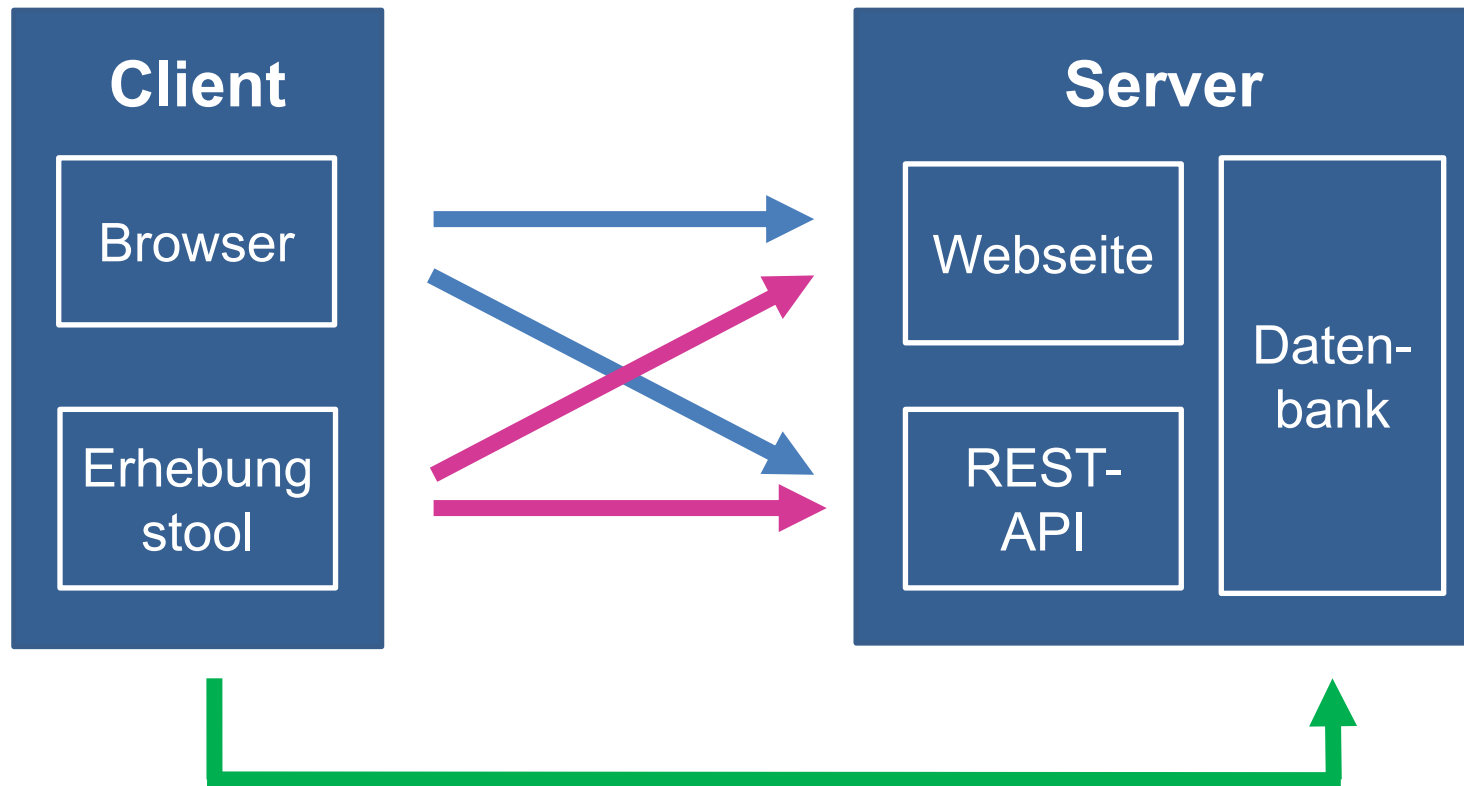 Client
Browser
Erhebung
stool
Server
Webseite
REST-
API
Daten-
bank